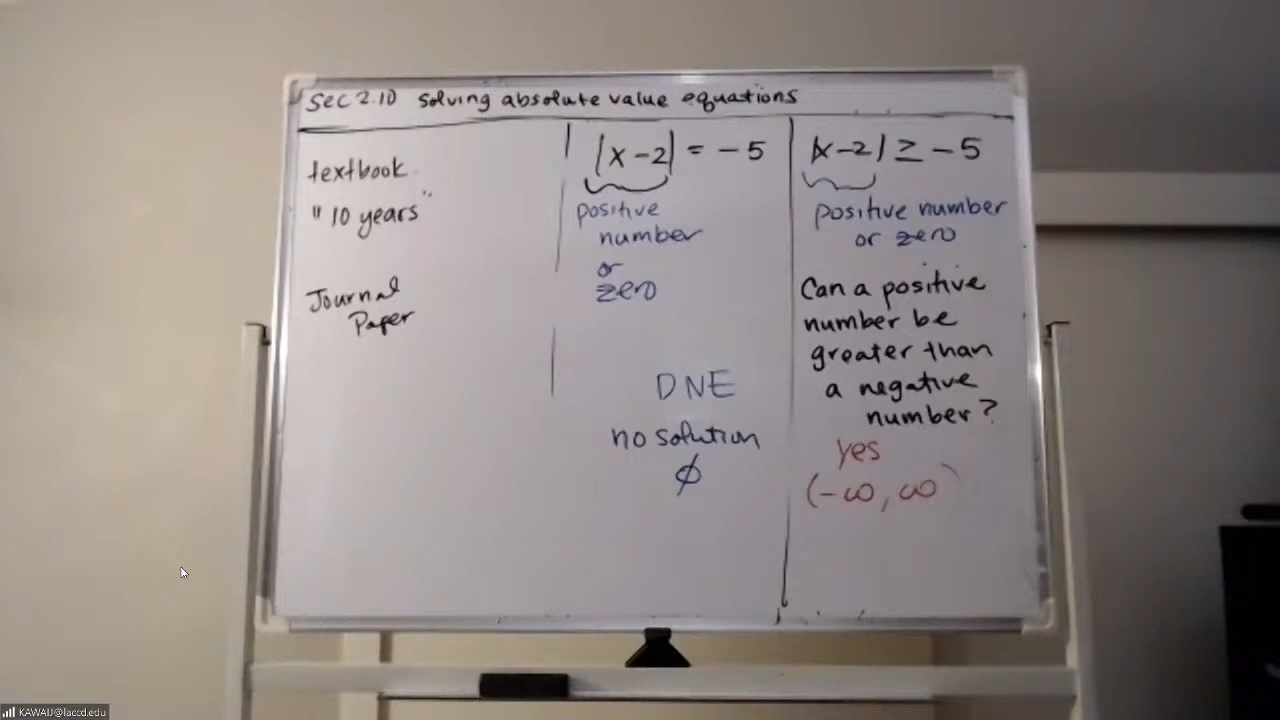 Sec 2.10 Solving absolute value equations
textbook
"10 years"
Journal
Paper
|x-2| = -5
positive
number
or
zero
DNE
no solution
∅
|x-2| ≥ -5
positive number
or zero
Can a positive
number be
greater than
a negative
number?
yes
(-∞, ∞)
KAWAIJ@laccd.edu